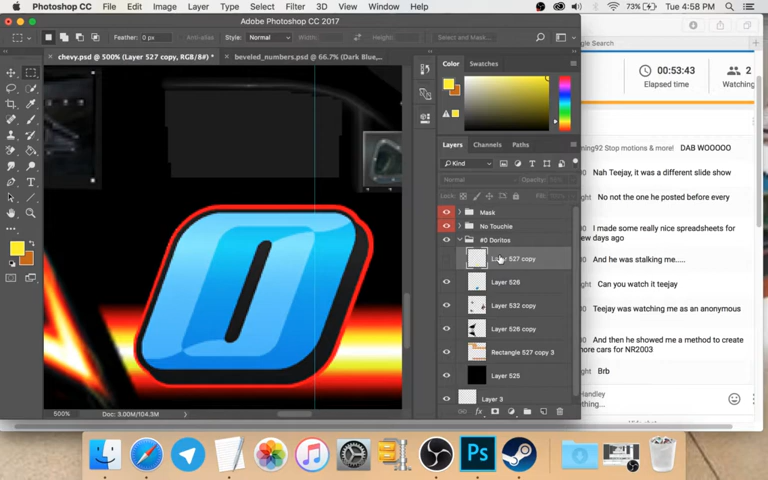 Photoshop CC File Edit Image Layer Type Select Filter 3D View Window Help 73% Tue 4:58 PM
Adobe Photoshop CC 2017
Feather: 0 px Style: Normal Width: Height: Select and Mask...
chevy.psd @ 500% (Layer 527 copy, RGB/8#) * beveled_numbers.psd @ 66.7% (Dark Blue,...
Color Swatches
Layers Channels Paths
Kind
Normal Opacity:
Lock: Fill:
Mask
No Touchie
#0 Doritos
Layer 527 copy
Layer 526
Layer 532 copy
Layer 526 copy
Rectangle 527 copy 3
Layer 525
Layer 3
0
500% Doc: 3.00M/104.3M
Search
00:53:43
Elapsed time
2
Watching
ning92 Stop motions & more! DAB WOOOO
Nah Teejay, it was a different slide show
No not the one he posted before every
I made some really nice spreadsheets for
few days ago
And he was stalking me.....
Can you watch it teejay
Teejay was watching me as an anonymous
And then he showed me a method to create
more cars for NR2003
Brb
Handley
Ps